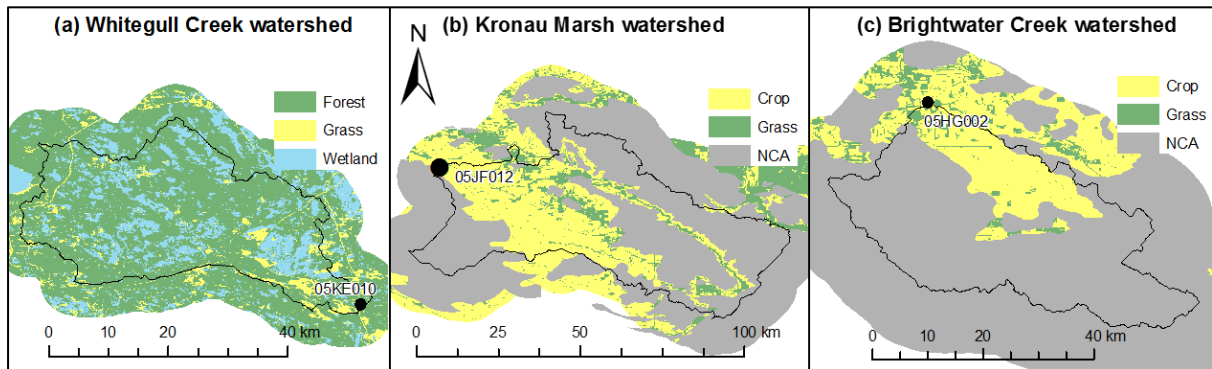 (a) Whitegull Creek watershed
Forest
Grass
Wetland
05KE010
0 10 20 40 km
(b) Kronau Marsh watershed
N
Crop
Grass
NCA
05JF012
0 25 50 100 km
(c) Brightwater Creek watershed
Crop
Grass
NCA
05HG002
0 10 20 40 km